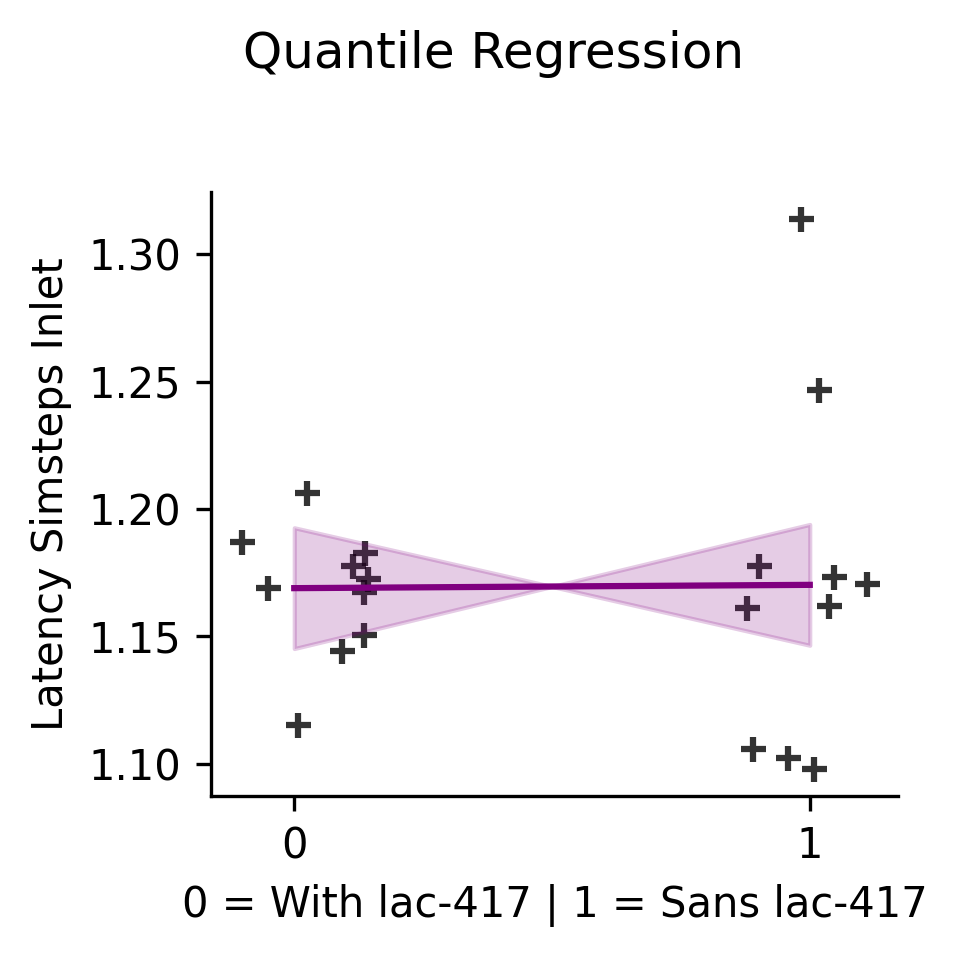 Quantile Regression
Latency Simsteps Inlet
1.30
1.25
1.20
1.15
1.10
0 1
0 = With lac-417 | 1 = Sans lac-417